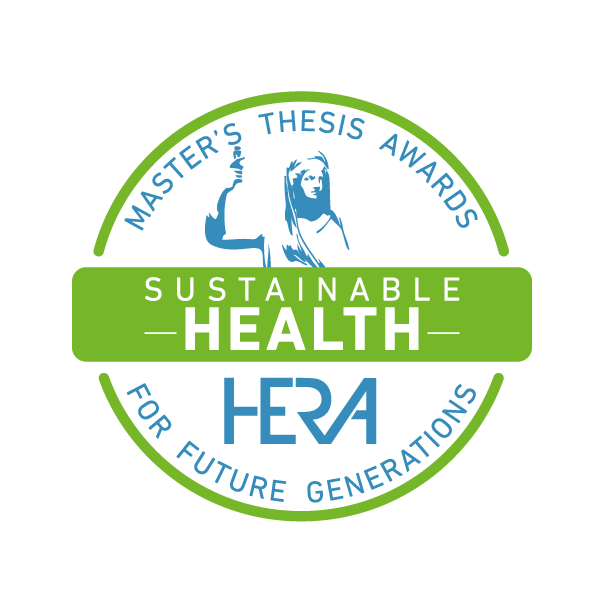 MASTER'S THESIS AWARDS
SUSTAINABLE
HEALTH
HERA
FOR FUTURE GENERATIONS